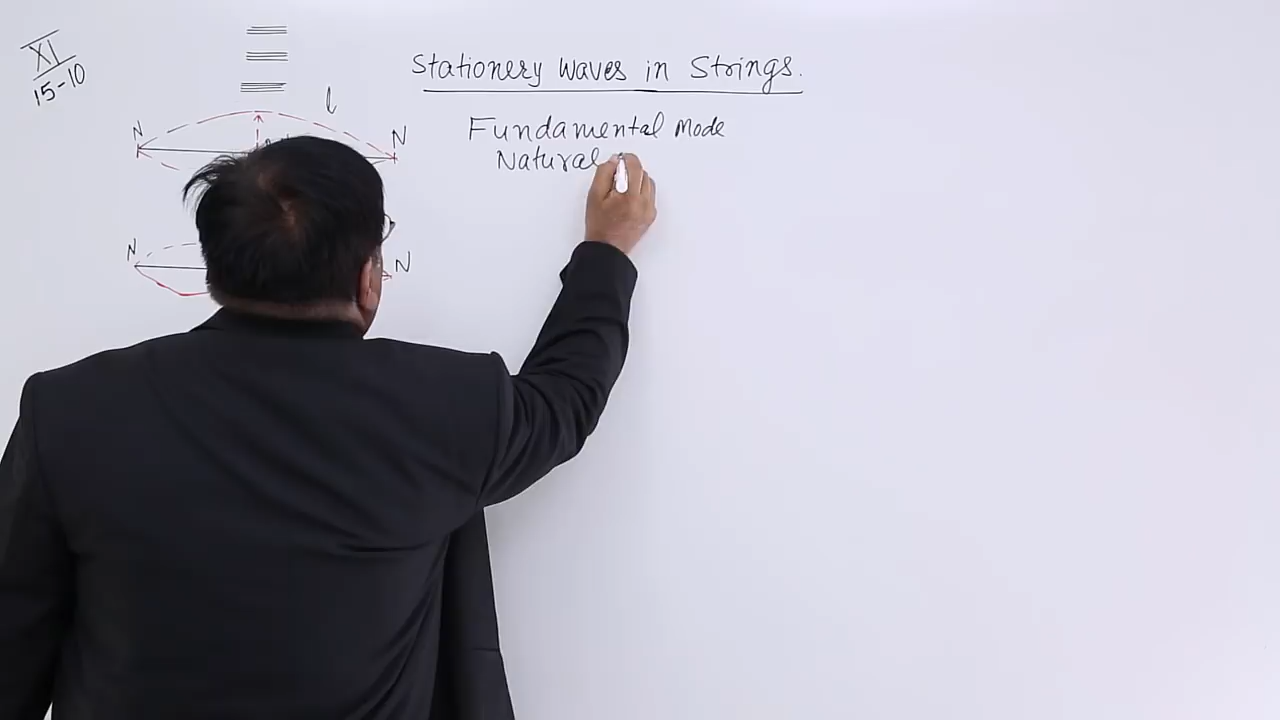 XI
15-10
Stationery Waves in Strings.
l
Fundamental Mode
N
N
Natural
N
N